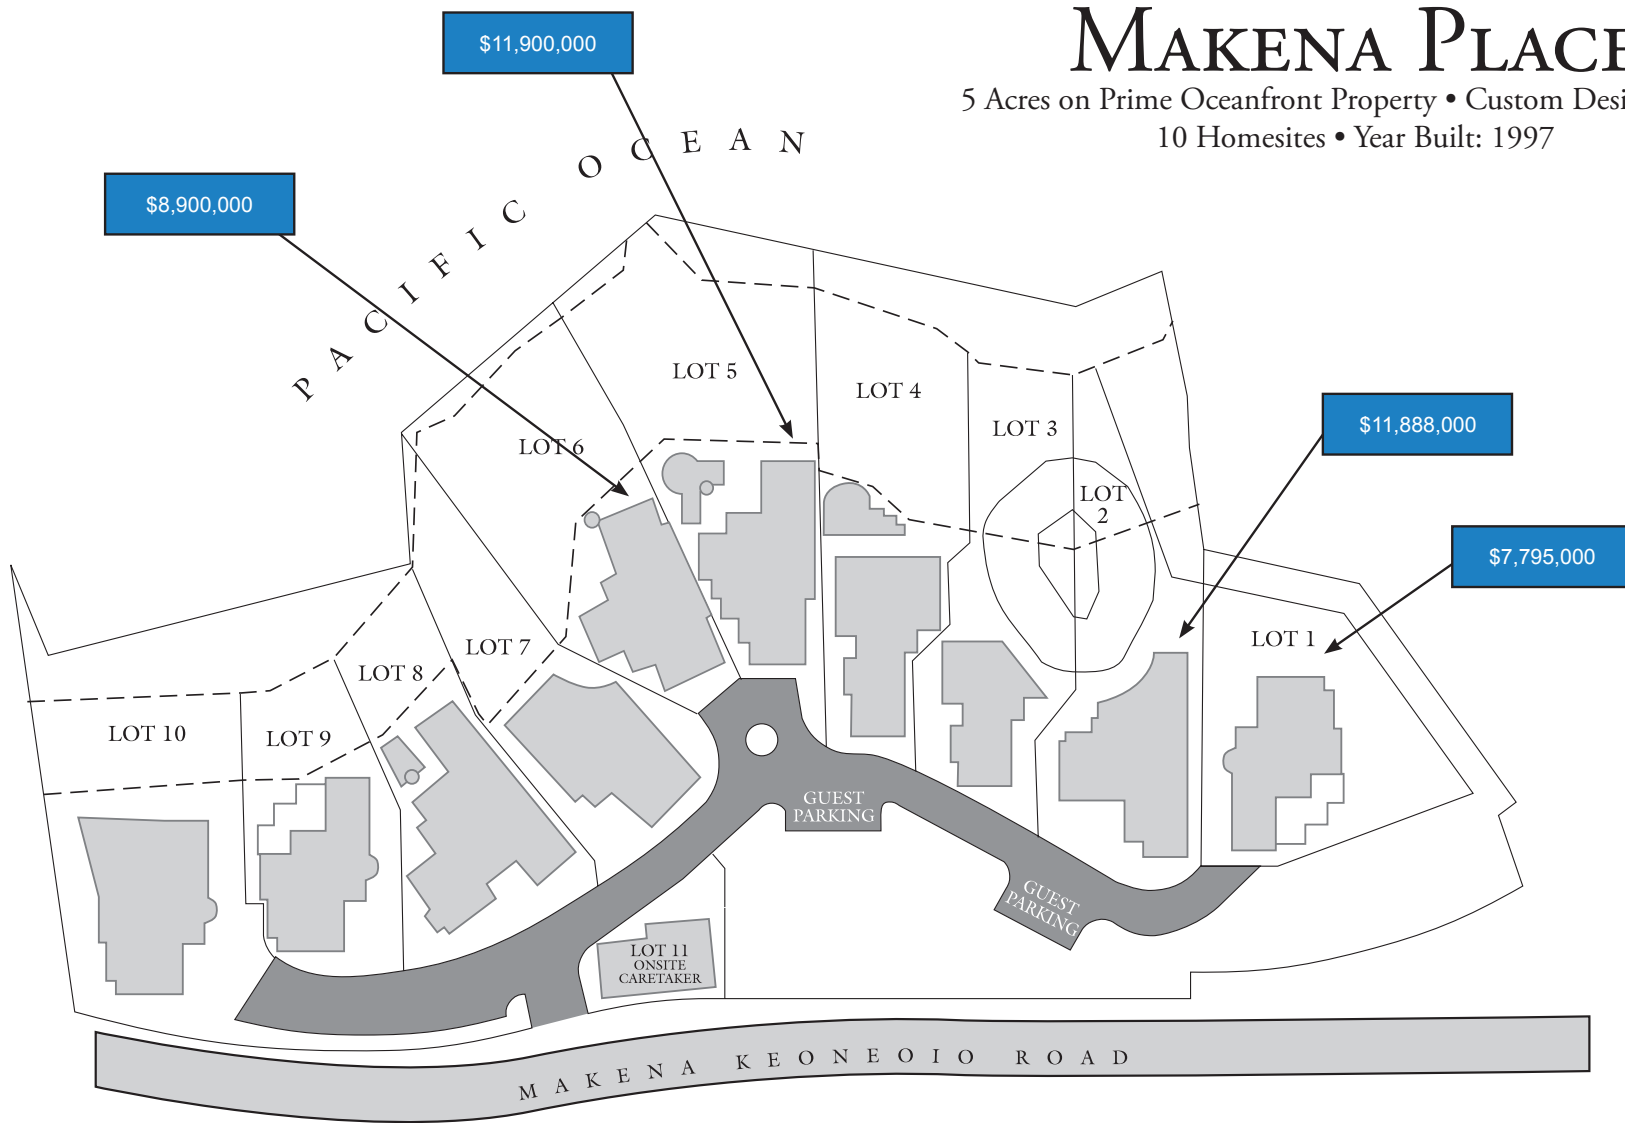 MAKENA PLACE
5 Acres on Prime Oceanfront Property • Custom Desi
10 Homesites • Year Built: 1997
$11,900,000
$8,900,000
PACIFIC OCEAN
LOT 5
LOT 4
LOT 3
LOT 6
$11,888,000
LOT
2
$7,795,000
LOT 1
LOT 7
LOT 8
LOT 9
LOT 10
GUEST
PARKING
GUEST
PARKING
LOT 11
ONSITE
CARETAKER
MAKENA KEONEOIO ROAD